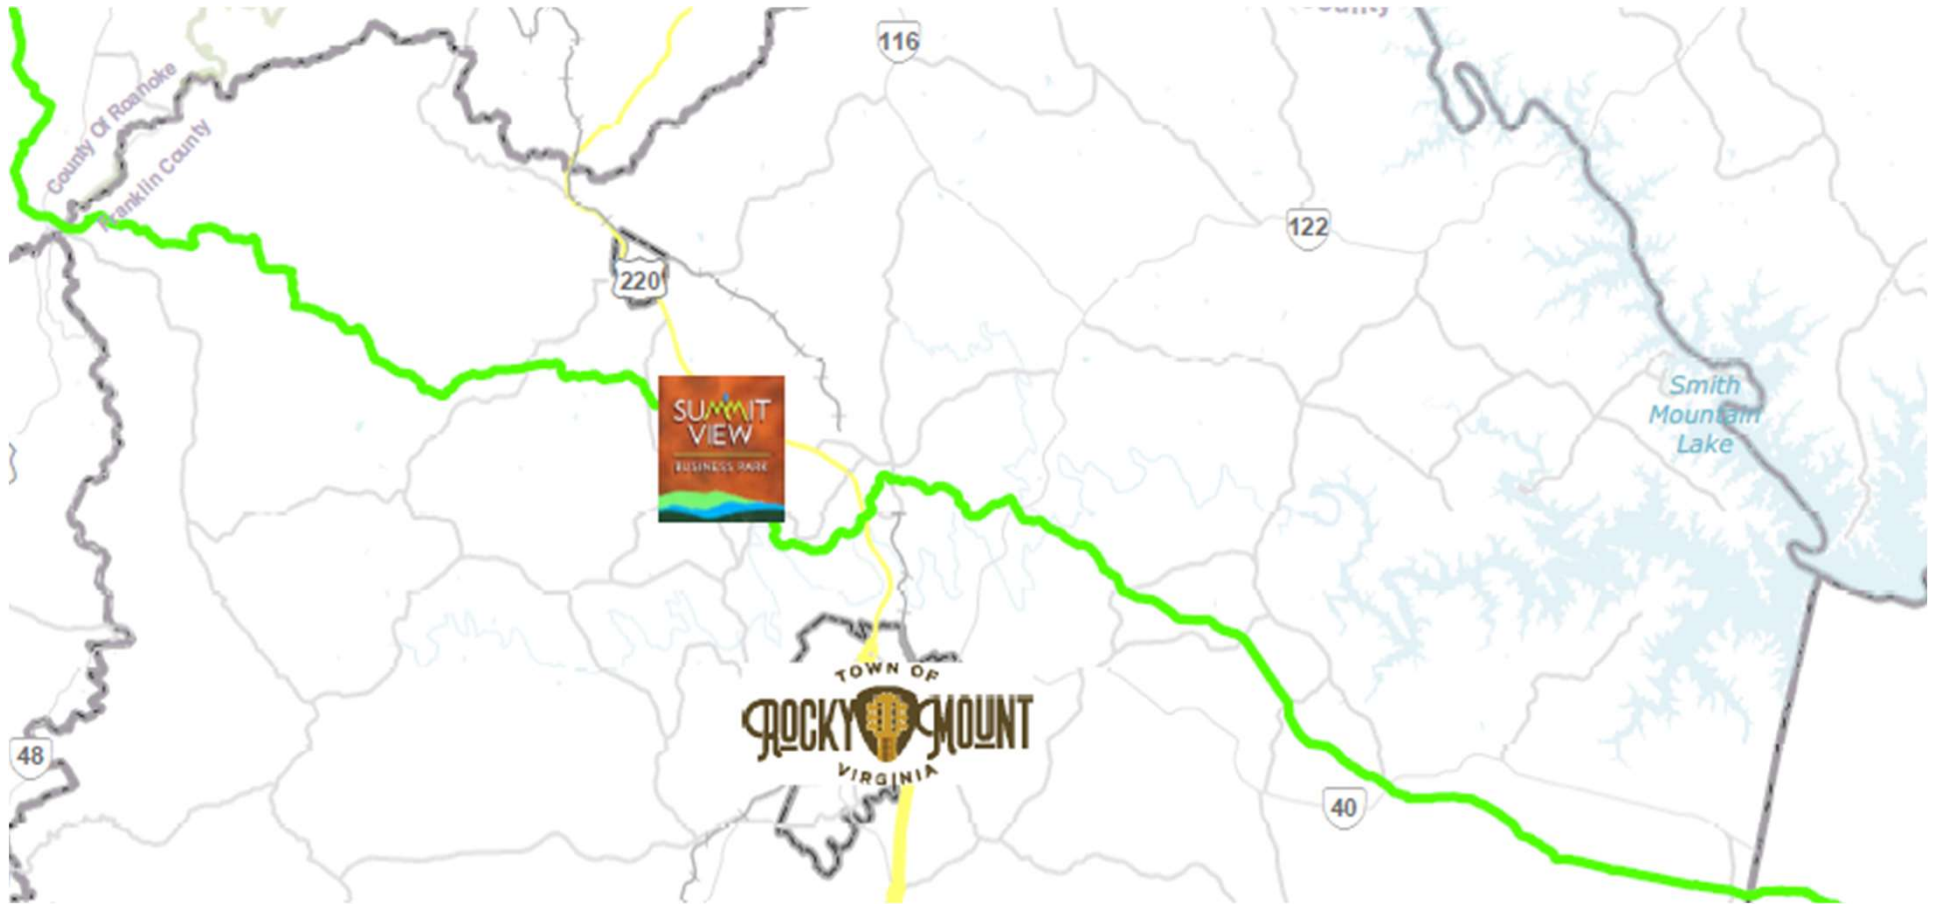 116
County
County Of Roanoke
Franklin County
122
220
SUMMIT
VIEW
BUSINESS PARK
Smith
Mountain
Lake
TOWN OF
ROCKY MOUNT
VIRGINIA
48
40